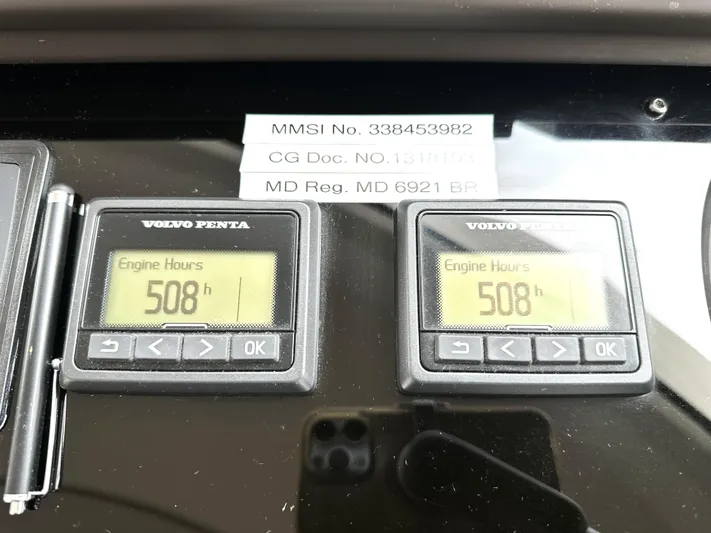 MMSI No. 338453982
CG Doc. NO.
MD Reg. MD 6921 BR
VOLVO PENTA
Engine Hours
508 h
OK
VOLVO PENTA
Engine Hours
508 h
OK